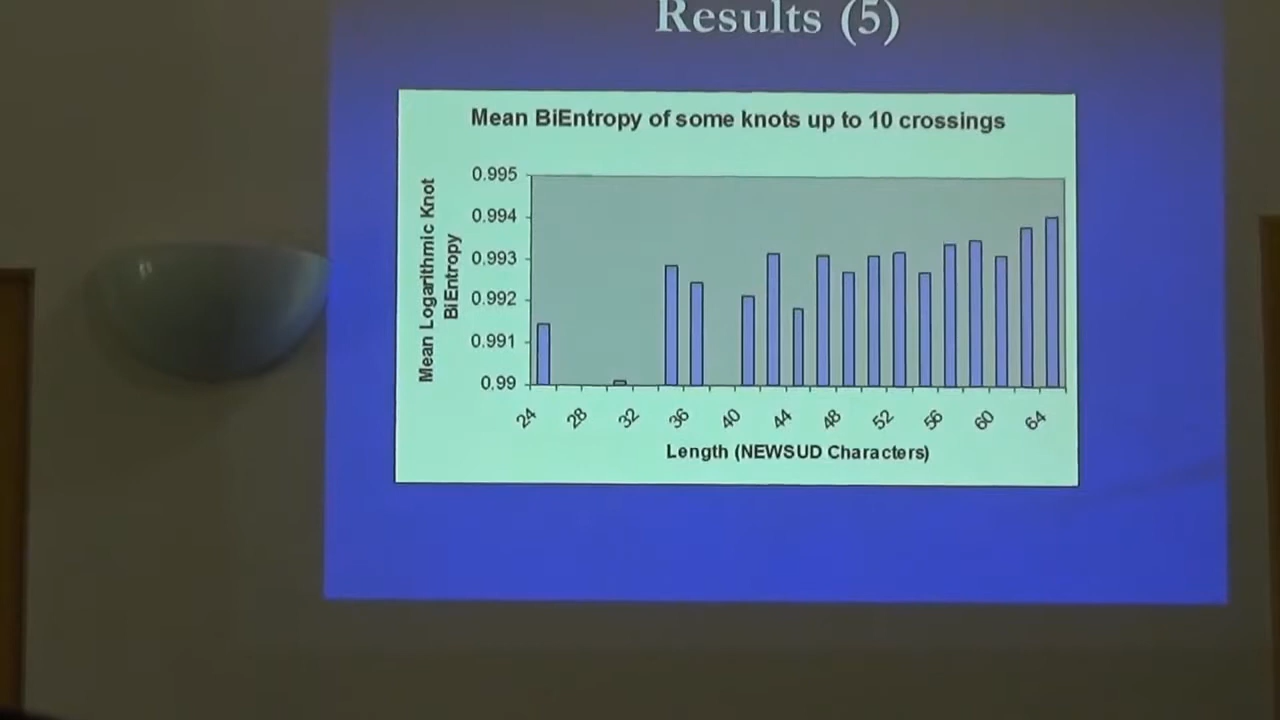 Results (5)
Mean BiEntropy of some knots up to 10 crossings
Mean Logarithmic Knot
BiEntropy
0.995
0.994
0.993
0.992
0.991
0.99
24 28 32 36 40 44 48 52 56 60 64
Length (NEWSUD Characters)